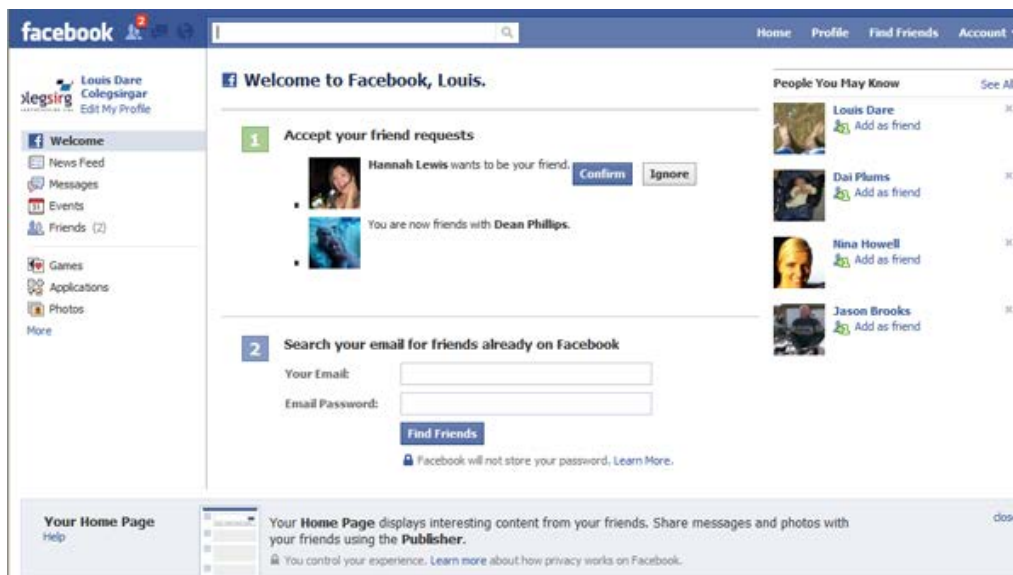 facebook
2
Home Profile Find Friends Account
olegsirg
Louis Dare
Colegsirgar
Edit My Profile
Welcome
News Feed
Messages
31
Events
Friends (2)
Games
Applications
Photos
More
Welcome to Facebook, Louis.
1
Accept your friend requests
Hannah Lewis wants to be your friend.
Confirm
Ignore
You are now friends with Dean Phillips.
2
Search your email for friends already on Facebook
Your Email:
Email Password:
Find Friends
Facebook will not store your password. Learn More.
People You May Know
See Al
Louis Dare
Add as friend
Dai Plums
Add as friend
Nina Howell
Add as friend
Jason Brooks
Add as friend
Your Home Page
Help
Your Home Page displays interesting content from your friends. Share messages and photos with
your friends using the Publisher.
You control your experience. Learn more about how privacy works on Facebook.
close